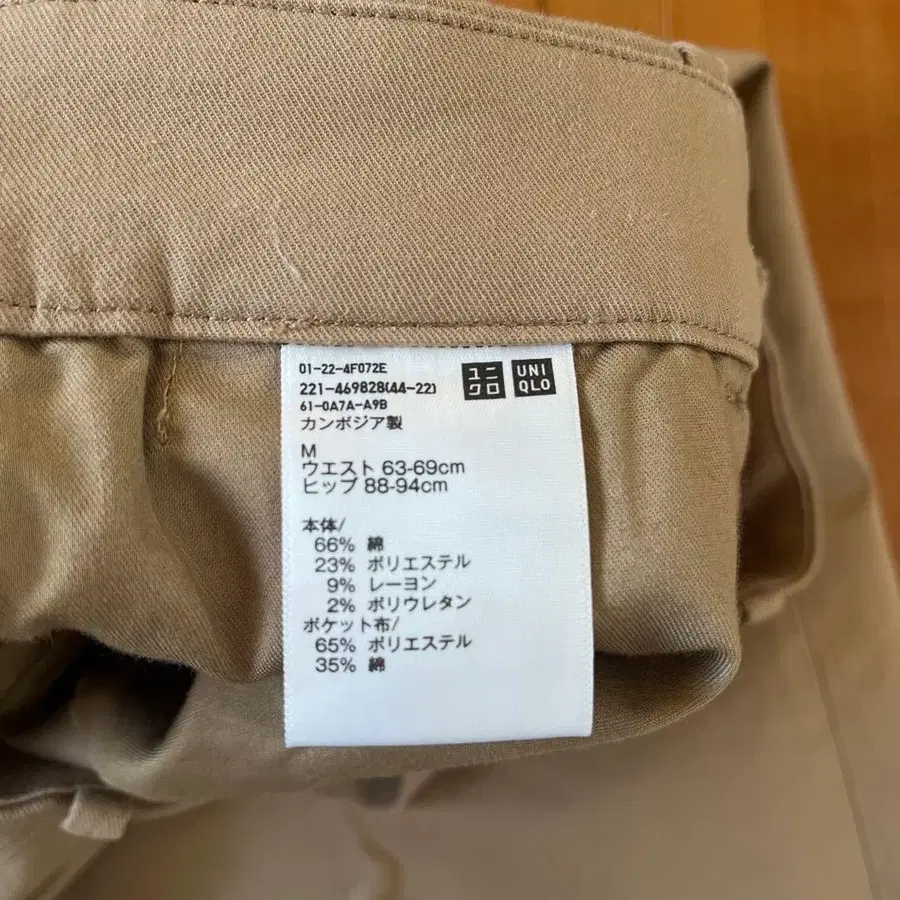 01-22-4F072E
221-469828(44-22)
61-0A7A-A9B
カンボジア製
ユニクロ
UNIQLO
M
ウエスト 63-69cm
ヒップ 88-94cm
本体/
66% 綿
23% ポリエステル
9% レーヨン
2% ポリウレタン
ポケット布/
65% ポリエステル
35% 綿